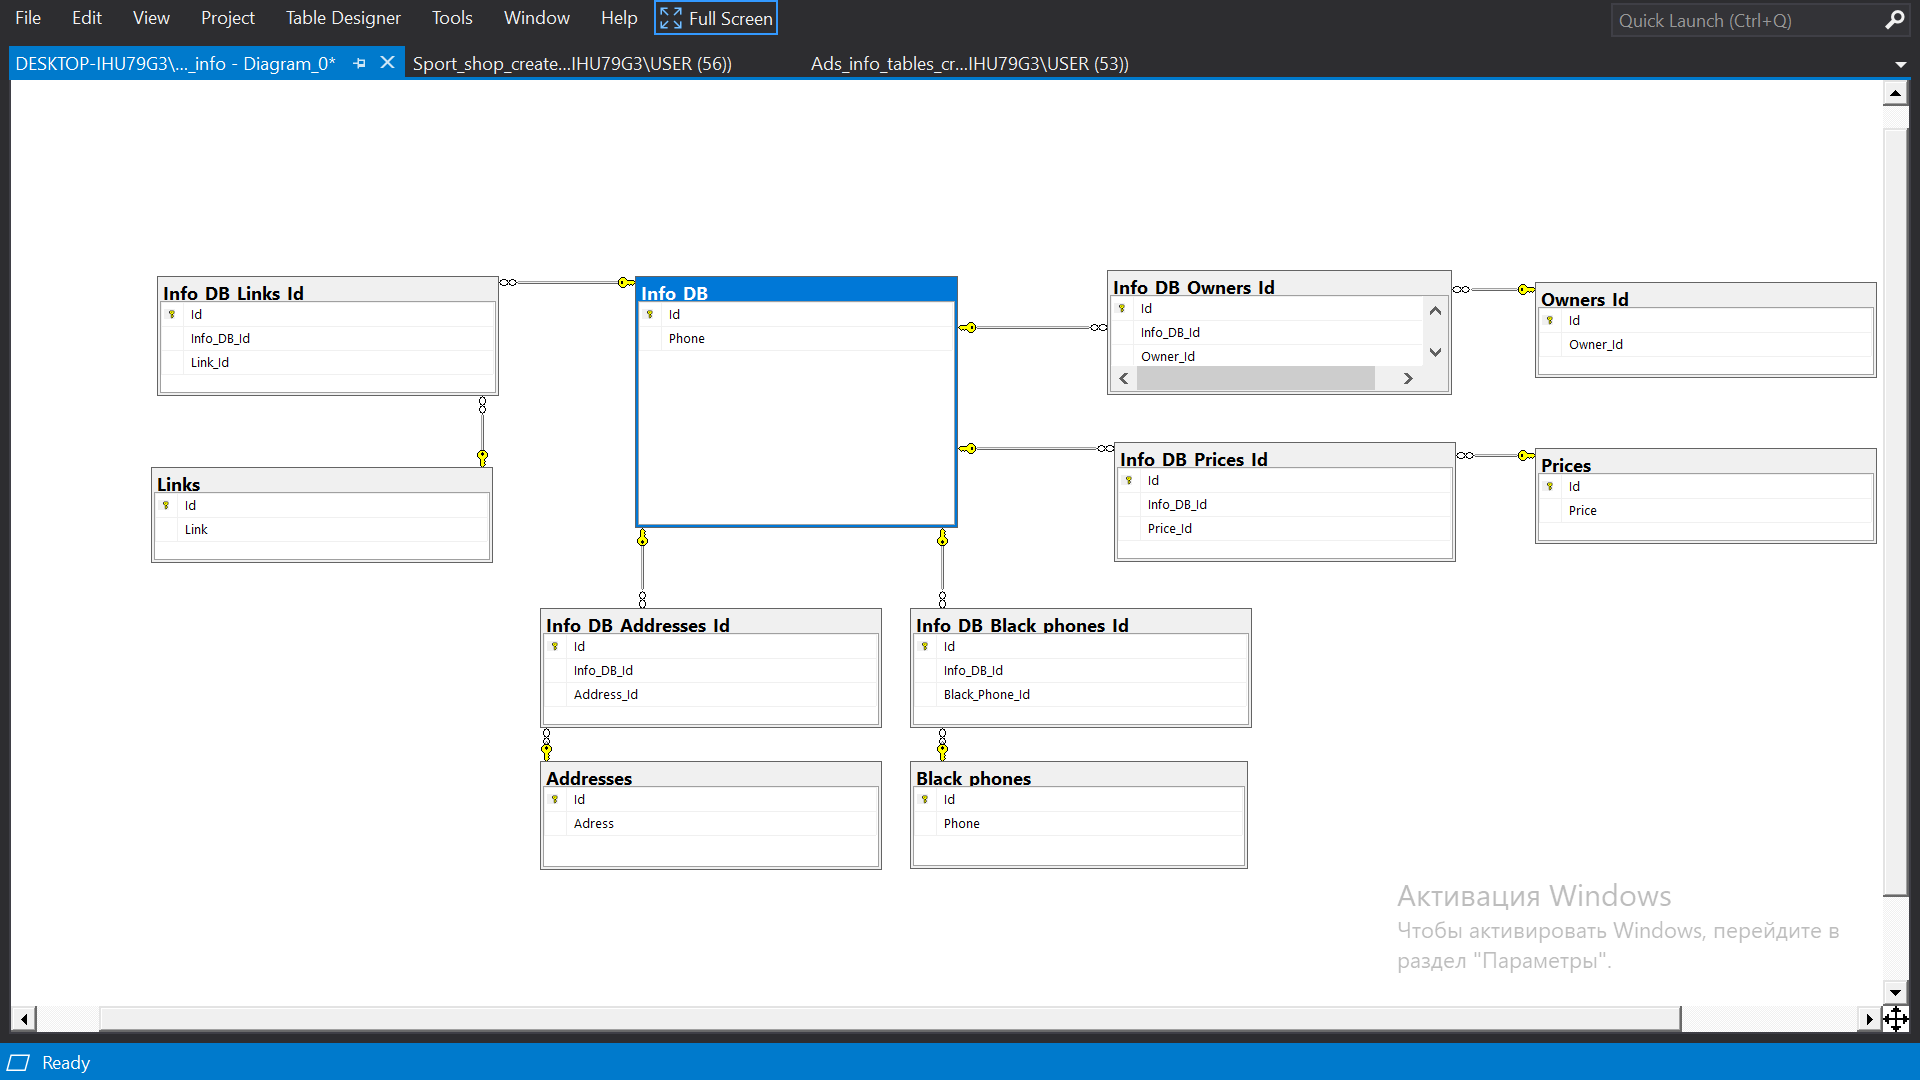 File Edit View Project Table Designer Tools Window Help Full Screen
Quick Launch (Ctrl+Q)
DESKTOP-IHU79G3\..._info - Diagram_0*
Sport_shop_create...IHU79G3\USER (56))
Ads_info_tables_cr...IHU79G3\USER (53))
Info_DB_Links_Id
Id
Info_DB_Id
Link_Id
Info_DB
Id
Phone
Info_DB_Owners_Id
Id
Info_DB_Id
Owner_Id
Owners_Id
Id
Owner_Id
Links
Id
Link
Info_DB_Prices_Id
Id
Info_DB_Id
Price_Id
Prices
Id
Price
Info_DB_Addresses_Id
Id
Info_DB_Id
Address_Id
Info_DB_Black_phones_Id
Id
Info_DB_Id
Black_Phone_Id
Addresses
Id
Adress
Black_phones
Id
Phone
Активация Windows
Чтобы активировать Windows, перейдите в
раздел "Параметры".
Ready